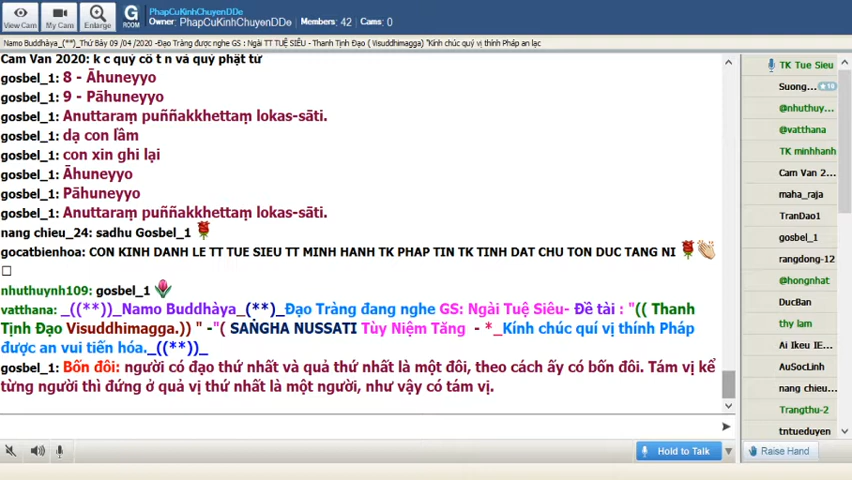 View Cam
My Cam
Enlarge
G ROOM
PhapCuKinhChuyenDDe
Owner: PhapCuKinhChuyenDDe Members: 42 Cams: 0
Namo Buddhàya_(**)_Thứ Bảy 09 /04 /2020 -Đạo Tràng được nghe GS : Ngài TT TUỆ SIÊU - Thanh Tịnh Đạo ( Visuddhimagga) "Kính chúc quý vị thính Pháp an lạc
Cam Van 2020: k c quý cô t n và quý phật tử
gosbel_1: 8 - Āhuneyyo
gosbel_1: 9 - Pāhuneyyo
gosbel_1: Anuttaraṃ puññakkhettaṃ lokas-sāti.
gosbel_1: dạ con lầm
gosbel_1: con xin ghi lại
gosbel_1: Āhuneyyo
gosbel_1: Pāhuneyyo
gosbel_1: Anuttaraṃ puññakkhettaṃ lokas-sāti.
nang chieu_24: sadhu Gosbel_1
gocatbienhoa: CON KINH DANH LE TT TUE SIEU TT MINH HANH TK PHAP TIN TK TINH DAT CHU TON DUC TANG NI
nhuthuynh109: gosbel_1
vatthana: _((**))_Namo Buddhàya_(**)_Đạo Tràng đang nghe GS: Ngài Tuệ Siêu- Đề tài : "(( Thanh
Tịnh Đạo Visuddhimagga.)) " -"( SAṄGHA NUSSATI Tùy Niệm Tăng - *_Kính chúc quí vị thính Pháp
được an vui tiến hóa._((**))_
gosbel_1: Bốn đôi: người có đạo thứ nhất và quả thứ nhất là một đôi, theo cách ấy có bốn đôi. Tám vị kể
từng người thì đứng ở quả vị thứ nhất là một người, như vậy có tám vị.
TK Tue Sieu
Suong... ★10
@nhuthuy...
@vatthana
TK minhhanh
Cam Van 2...
maha_raja
TranDao1
gosbel_1
rangdong-12
@hongnhat
DucBan
thy lam
Ai Ikeu IE...
AuSocLinh
nang chieu...
Trangthu-2
tntueduyen
Hold to Talk
Raise Hand